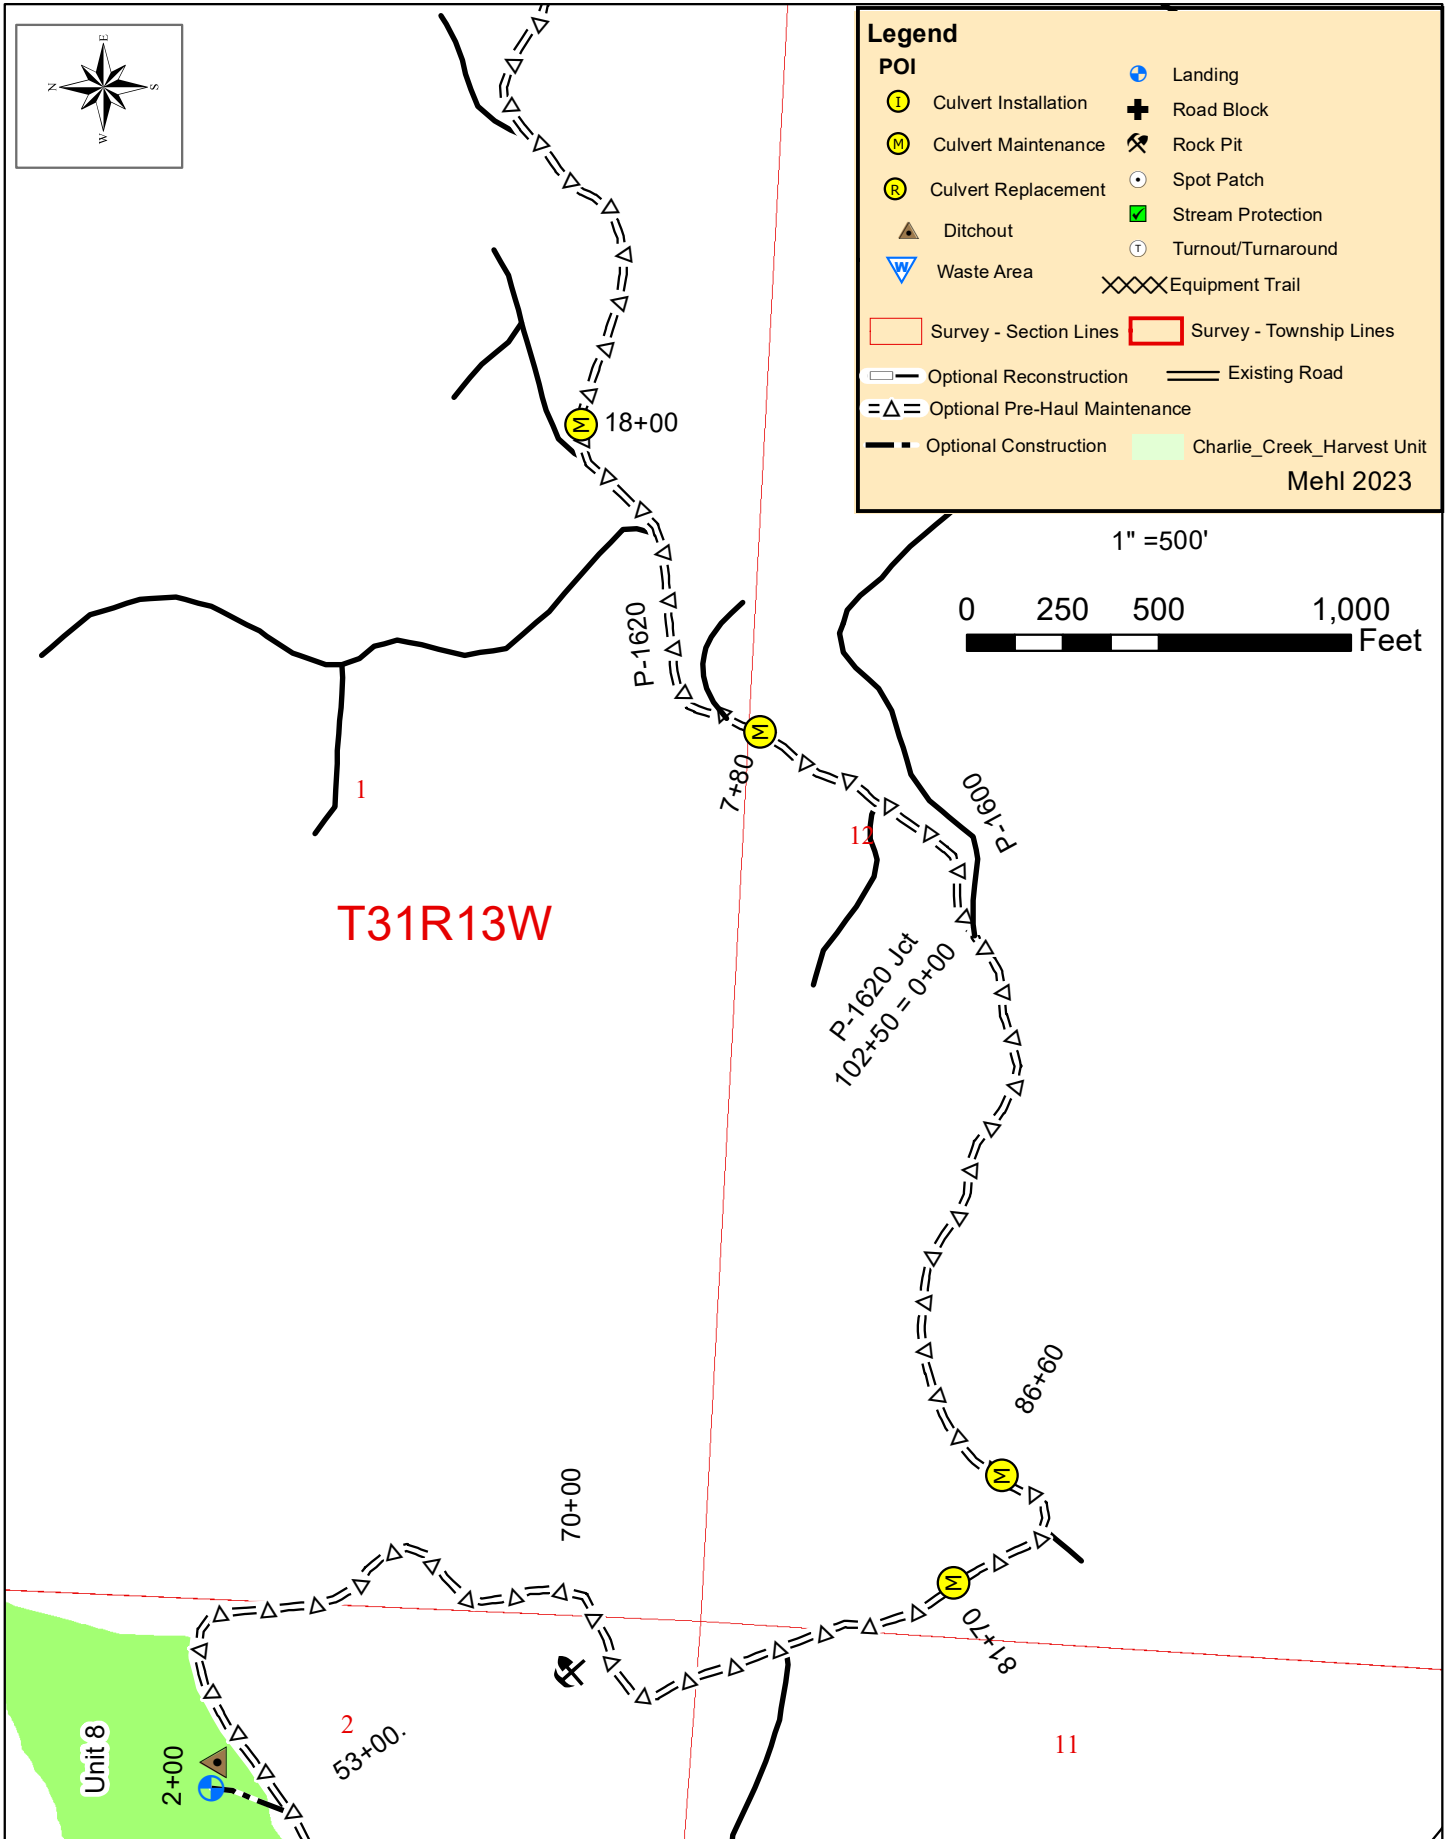 E
N
S
W
Legend
POI
I Culvert Installation
M Culvert Maintenance
R Culvert Replacement
Ditchout
W Waste Area
Landing
Road Block
Rock Pit
Spot Patch
Stream Protection
T Turnout/Turnaround
Equipment Trail
Survey - Section Lines
Survey - Township Lines
Optional Reconstruction
Existing Road
Optional Pre-Haul Maintenance
Optional Construction
Charlie_Creek_Harvest Unit
Mehl 2023
1" =500'
0 250 500 1,000
Feet
M 18+00
P-1620
M
7+80
1
12
P-1600
T31R13W
P-1620 Jct
102+50 = 0+00
86+60
M
70+00
M
81+70
2
53+00.
11
Unit 8
2+00